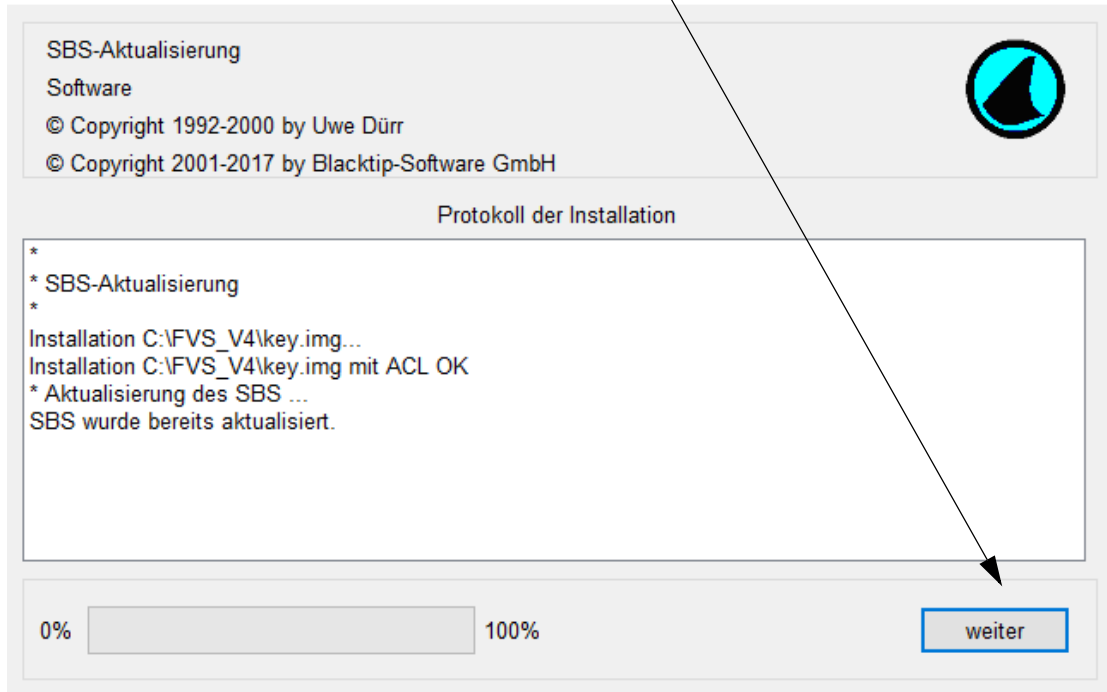 SBS-Aktualisierung
Software
© Copyright 1992-2000 by Uwe Dürr
© Copyright 2001-2017 by Blacktip-Software GmbH
Protokoll der Installation
*
* SBS-Aktualisierung
*
Installation C:\FVS_V4\key.img...
Installation C:\FVS_V4\key.img mit ACL OK
* Aktualisierung des SBS ...
SBS wurde bereits aktualisiert.
0% 100% weiter